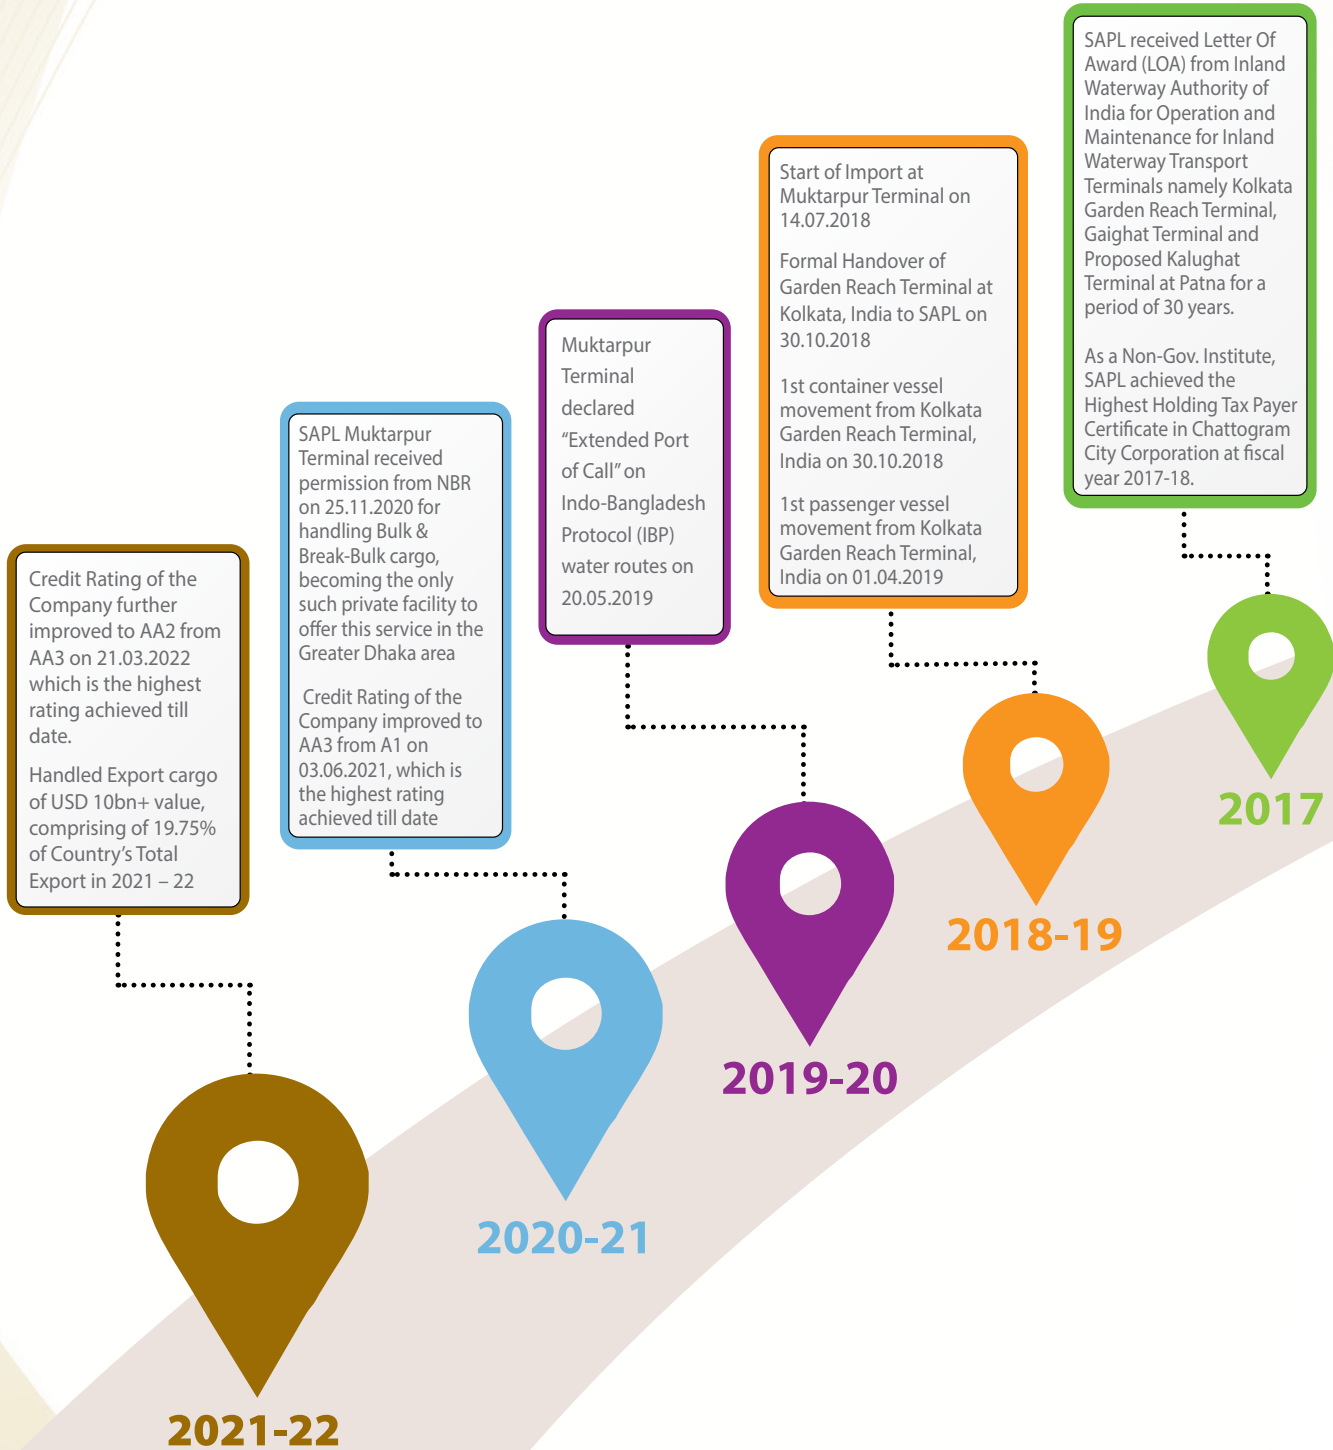 Credit Rating of the
Company further
improved to AA2 from
AA3 on 21.03.2022
which is the highest
rating achieved till
date.
Handled Export cargo
of USD 10bn+ value,
comprising of 19.75%
of Country's Total
Export in 2021 – 22
2021-22
SAPL Muktarpur
Terminal received
permission from NBR
on 25.11.2020 for
handling Bulk &
Break-Bulk cargo,
becoming the only
such private facility to
offer this service in the
Greater Dhaka area
Credit Rating of the
Company improved to
AA3 from A1 on
03.06.2021, which is
the highest rating
achieved till date
2020-21
Muktarpur
Terminal
declared
“Extended Port
of Call” on
Indo-Bangladesh
Protocol (IBP)
water routes on
20.05.2019
2019-20
Start of Import at
Muktarpur Terminal on
14.07.2018
Formal Handover of
Garden Reach Terminal at
Kolkata, India to SAPL on
30.10.2018
1st container vessel
movement from Kolkata
Garden Reach Terminal,
India on 30.10.2018
1st passenger vessel
movement from Kolkata
Garden Reach Terminal,
India on 01.04.2019
2018-19
SAPL received Letter Of
Award (LOA) from Inland
Waterway Authority of
India for Operation and
Maintenance for Inland
Waterway Transport
Terminals namely Kolkata
Garden Reach Terminal,
Gaighat Terminal and
Proposed Kalughat
Terminal at Patna for a
period of 30 years.
As a Non-Gov. Institute,
SAPL achieved the
Highest Holding Tax Payer
Certificate in Chattogram
City Corporation at fiscal
year 2017-18.
2017